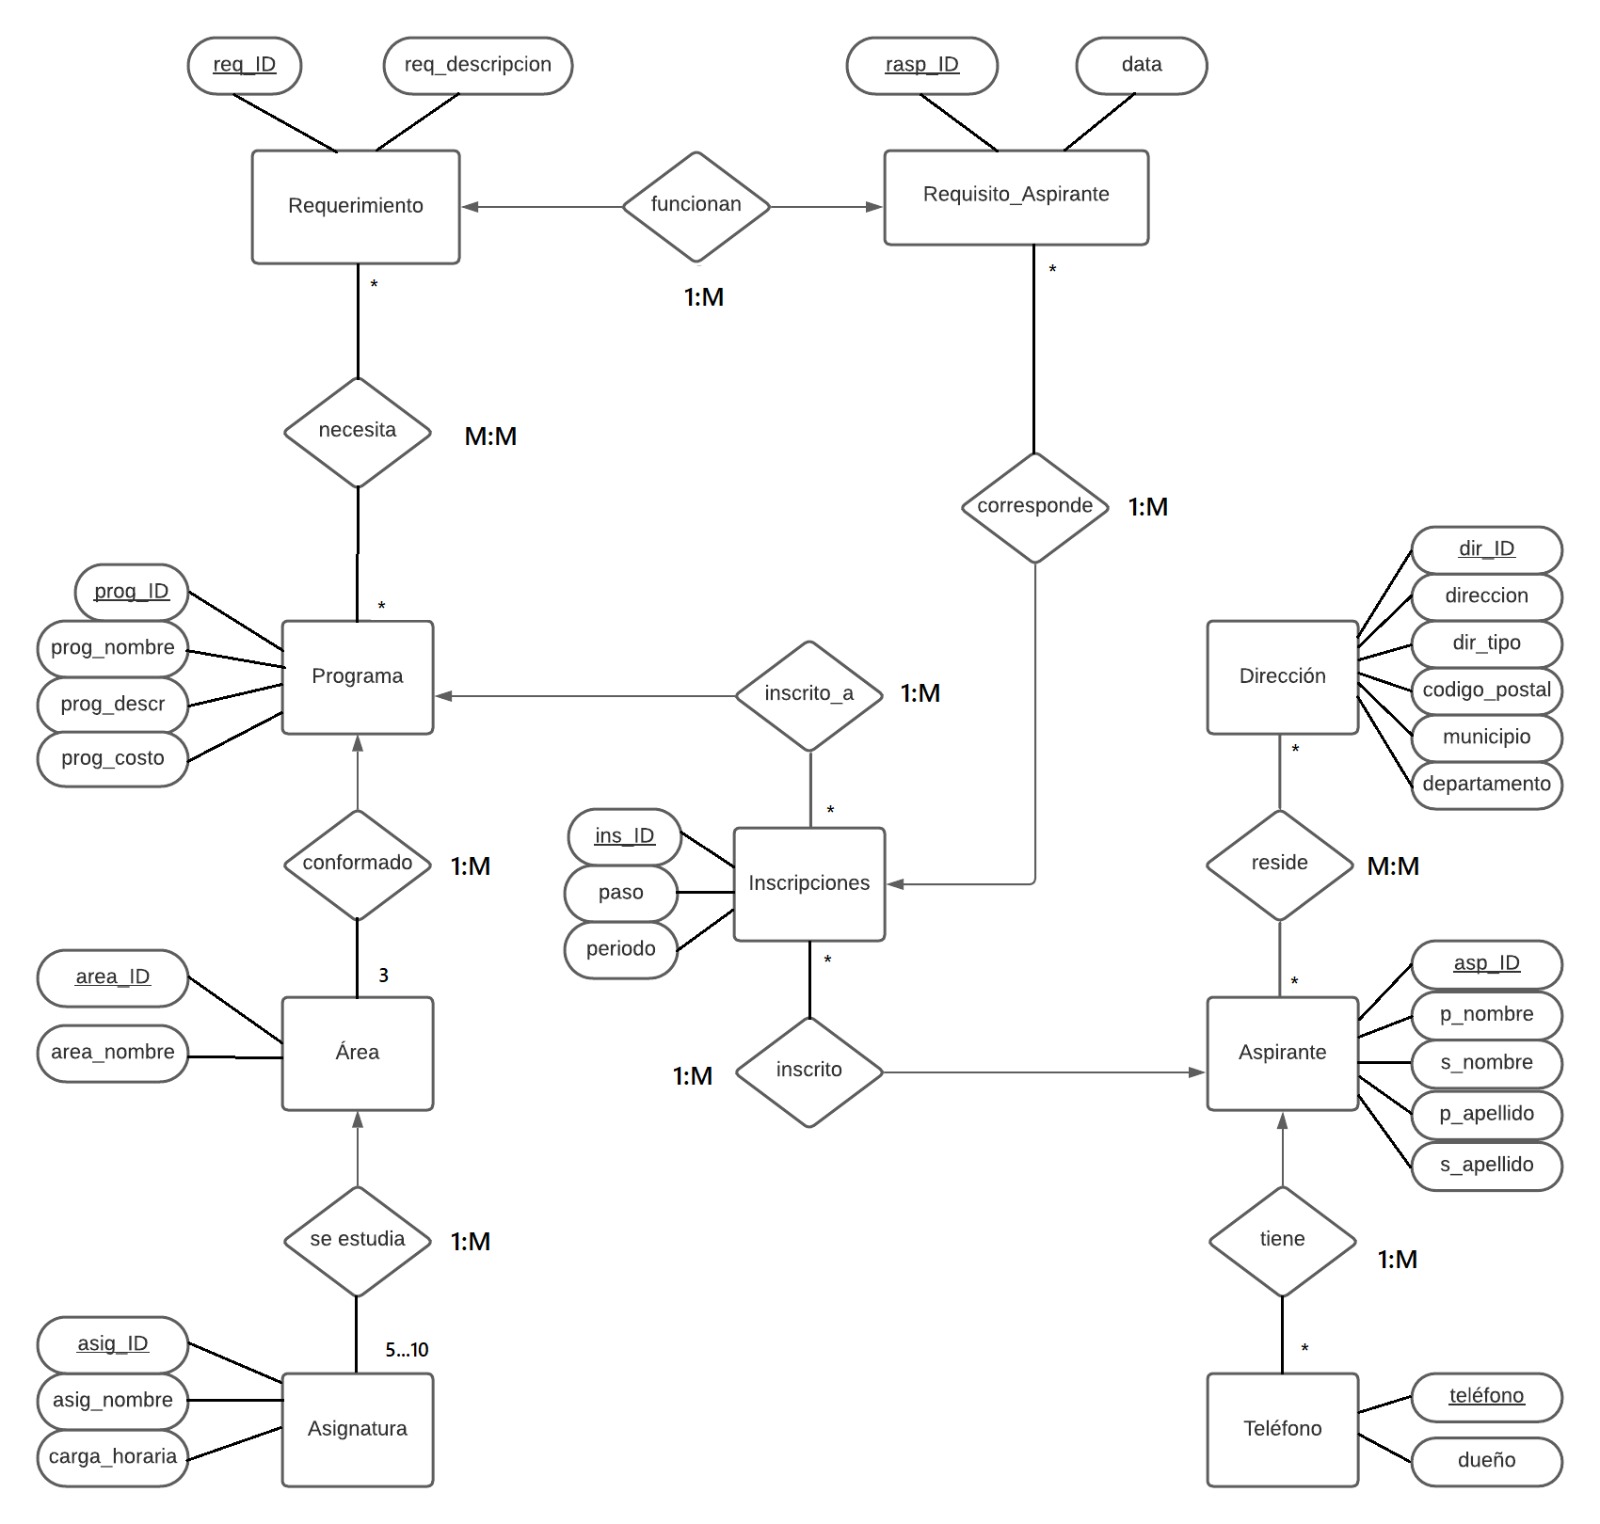 req_ID
req_descripcion
rasp_ID
data
Requerimiento
funcionan
Requisito_Aspirante
1:M
*
*
necesita
M:M
corresponde
1:M
*
prog_ID
prog_nombre
prog_descr
prog_costo
Programa
inscrito_a
1:M
*
Dirección
dir_ID
direccion
dir_tipo
codigo_postal
municipio
departamento
*
conformado
1:M
3
ins_ID
paso
periodo
Inscripciones
*
reside
M:M
*
area_ID
area_nombre
Área
1:M
inscrito
Aspirante
asp_ID
p_nombre
s_nombre
p_apellido
s_apellido
se estudia
1:M
5...10
tiene
1:M
*
asig_ID
asig_nombre
carga_horaria
Asignatura
Teléfono
teléfono
dueño